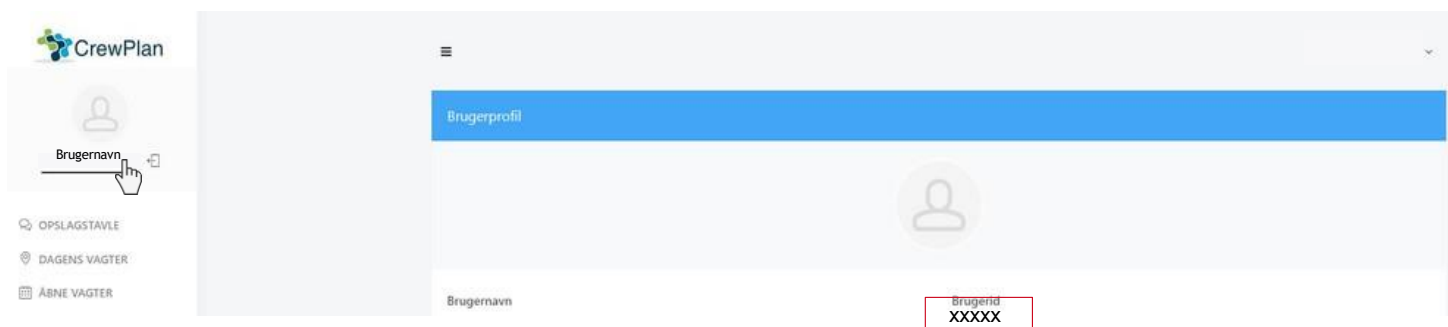 CrewPlan
Brugernavn
OPSLAGSTAVLE
DAGENS VAGTER
ÅBNE VAGTER
Brugerprofil
Brugernavn
Brugerid
XXXXX